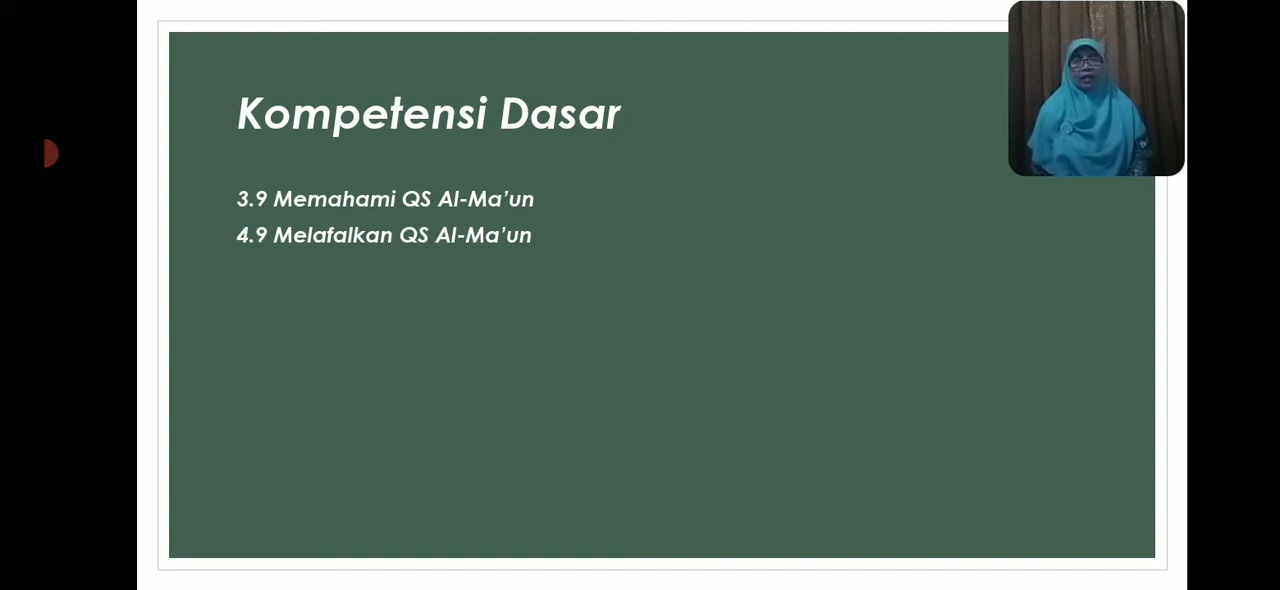 Kompetensi Dasar
3.9 Memahami QS Al-Ma’un
4.9 Melafalkan QS Al-Ma’un